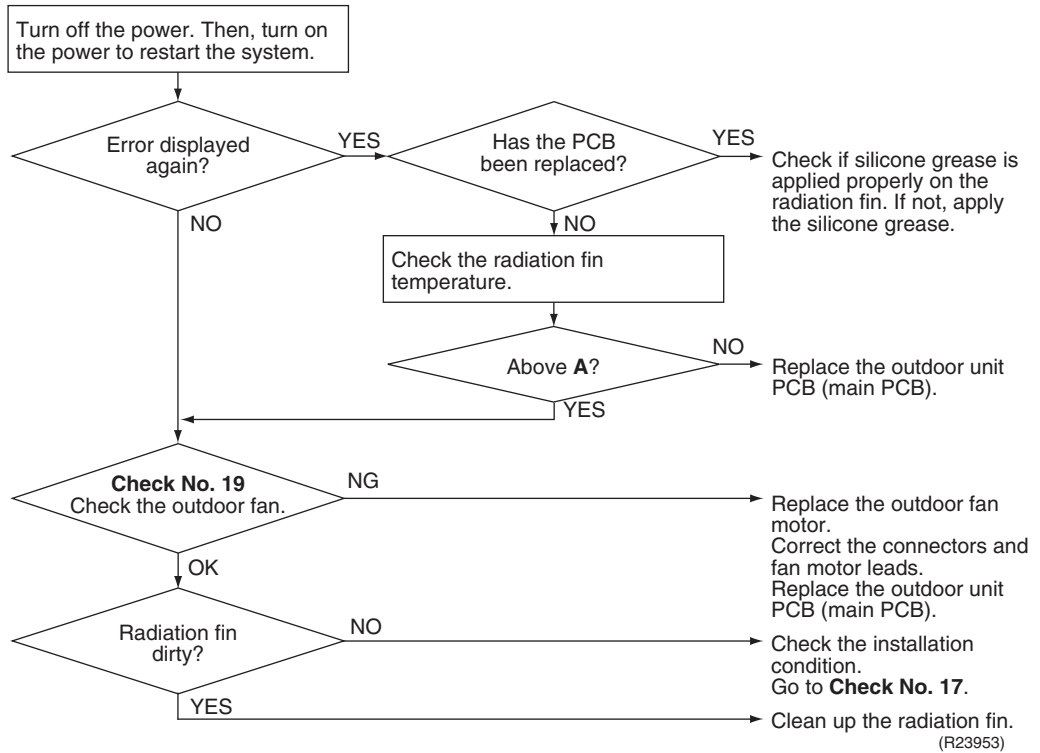 Turn off the power. Then, turn on
the power to restart the system.
Error displayed
again?
YES
NO
Has the PCB
been replaced?
YES
Check if silicone grease is
applied properly on the
radiation fin. If not, apply
the silicone grease.
NO
Check the radiation fin
temperature.
Above A?
NO
Replace the outdoor unit
PCB (main PCB).
YES
Check No. 19
Check the outdoor fan.
NG
Replace the outdoor fan
motor.
Correct the connectors and
fan motor leads.
Replace the outdoor unit
PCB (main PCB).
OK
Radiation fin
dirty?
NO
Check the installation
condition.
Go to Check No. 17.
YES
Clean up the radiation fin.
(R23953)